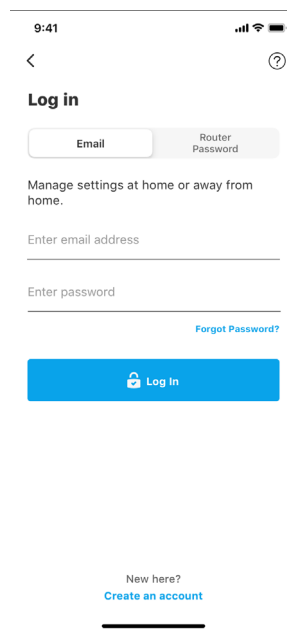 9:41
Log in
Email
Router
Password
Manage settings at home or away from
home.
Enter email address
Enter password
Forgot Password?
Log In
New here?
Create an account